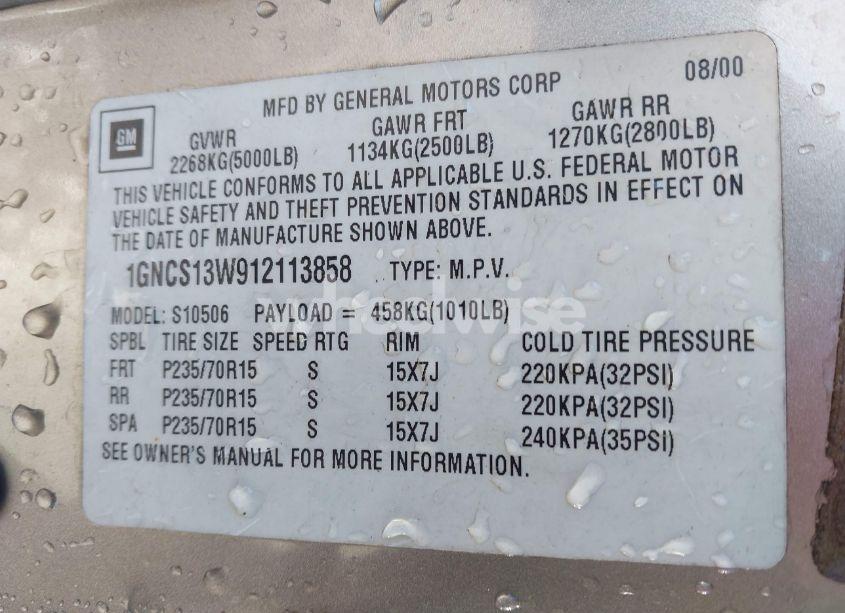 08/00
MFD BY GENERAL MOTORS CORP
GM
GVWR GAWR FRT GAWR RR
2268KG(5000LB) 1134KG(2500LB) 1270KG(2800LB)
THIS VEHICLE CONFORMS TO ALL APPLICABLE U.S. FEDERAL MOTOR
VEHICLE SAFETY AND THEFT PREVENTION STANDARDS IN EFFECT ON
THE DATE OF MANUFACTURE SHOWN ABOVE.
1GNCS13W912113858 TYPE: M.P.V.
wheelwise
MODEL: S10506 PAYLOAD = 458KG(1010LB)
SPBL TIRE SIZE SPEED RTG RIM COLD TIRE PRESSURE
FRT P235/70R15 S 15X7J 220KPA(32PSI)
RR P235/70R15 S 15X7J 220KPA(32PSI)
SPA P235/70R15 S 15X7J 240KPA(35PSI)
SEE OWNER'S MANUAL FOR MORE INFORMATION.